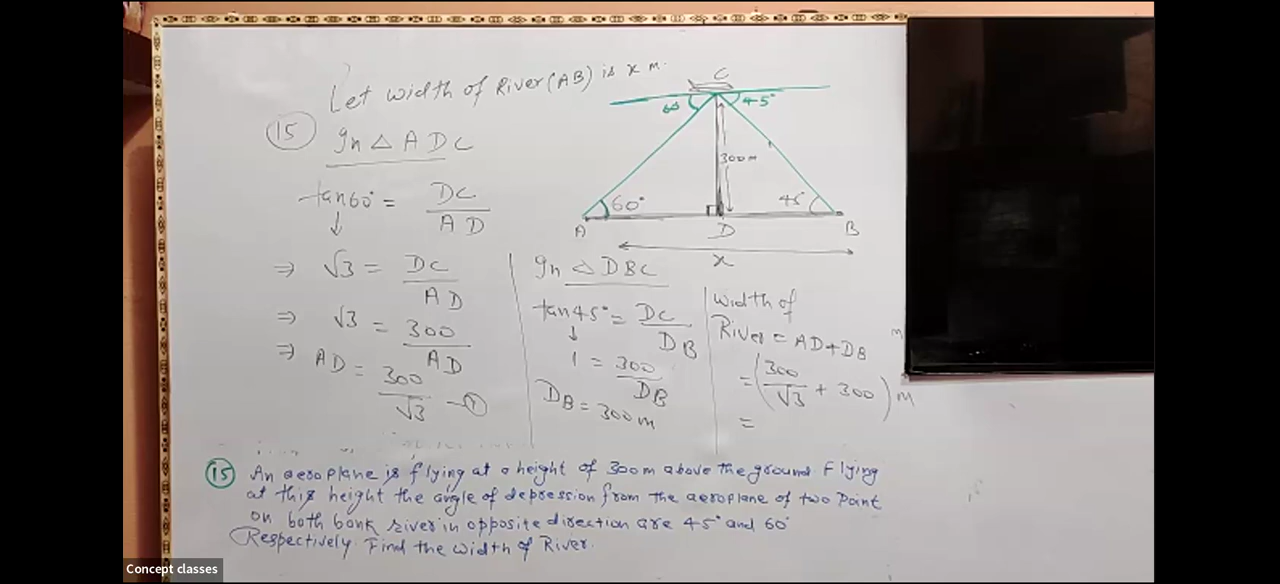 Let width of River (AB) is x m.
15
In △ ADC
tan60° = DC/AD
⇒ √3 = DC/AD
⇒ √3 = 300/AD
⇒ AD = 300/√3 —①
In △ DBC
tan45° = DC/DB
1 = 300/DB
DB = 300 m
Width of
River = AD+DB
= (300/√3 + 300) m
=
C
60
45°
300m
60°
45°
A
D
B
x
m
15 An aeroplane is flying at a height of 300m above the ground. Flying
at this height the angle of depression from the aeroplane of two point
on both bank river in opposite direction are 45° and 60°
Respectively. Find the width of River.
Concept classes